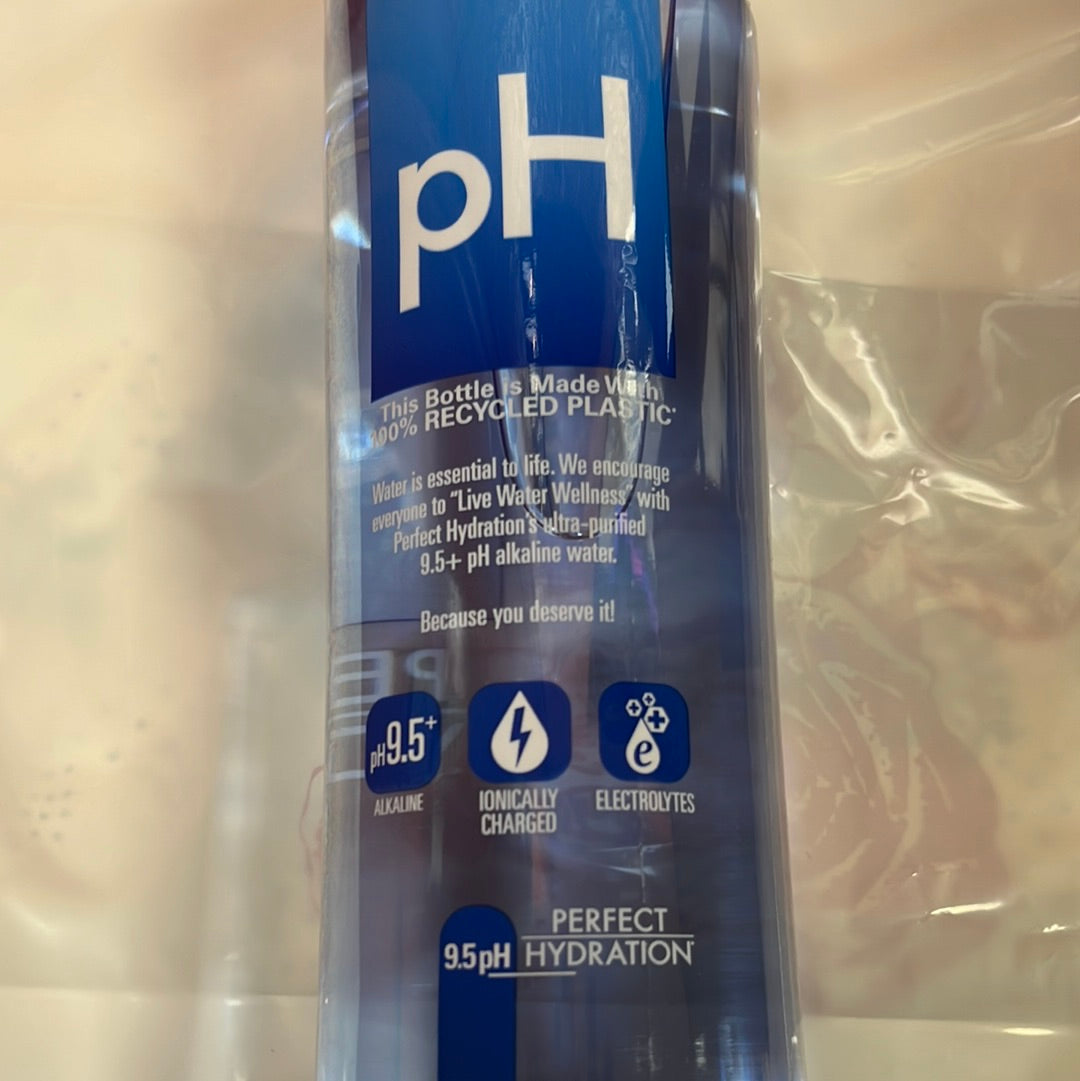 pH
This Bottle is Made With
100% RECYCLED PLASTIC*
Water is essential to life. We encourage
everyone to “Live Water Wellness” with
Perfect Hydration's ultra-purified
9.5+ pH alkaline water.
Because you deserve it!
pH9.5+
ALKALINE
IONICALLY
CHARGED
e
ELECTROLYTES
9.5pH
PERFECT
HYDRATION